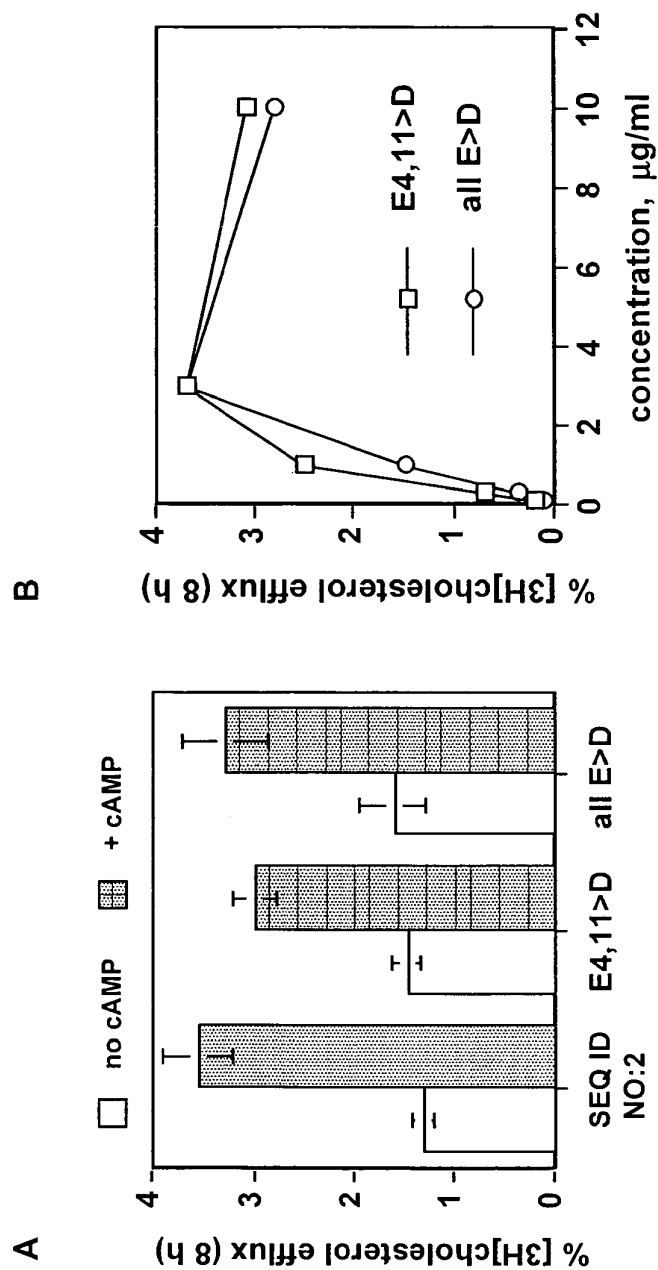 A
no cAMP
+ cAMP
% [3H]cholesterol efflux (8 h)
4
3
2
1
0
SEQ ID
NO:2
E4,11>D
all E>D
B
% [3H]cholesterol efflux (8 h)
4
3
2
1
0
E4,11>D
all E>D
0
2
4
6
8
10
12
concentration, µg/ml